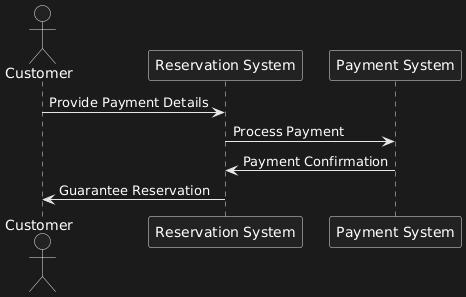 Customer
Reservation System
Payment System
Provide Payment Details
Process Payment
Payment Confirmation
Guarantee Reservation
Customer
Reservation System
Payment System